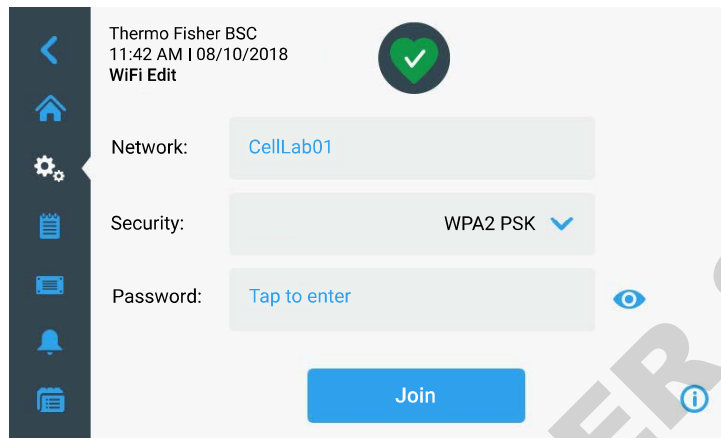 Thermo Fisher BSC
11:42 AM I 08/10/2018
WiFi Edit
Network: CellLab01
Security: WPA2 PSK
Password: Tap to enter
Join